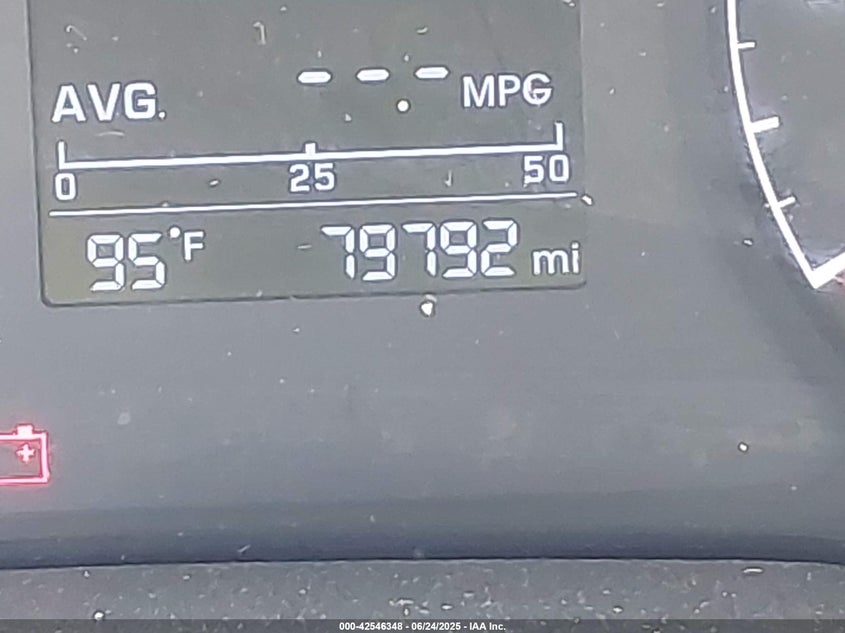 AVG. --.- MPG
0 25 50
95°F 79792 mi
000-42546348 - 06/24/2025 - IAA Inc.